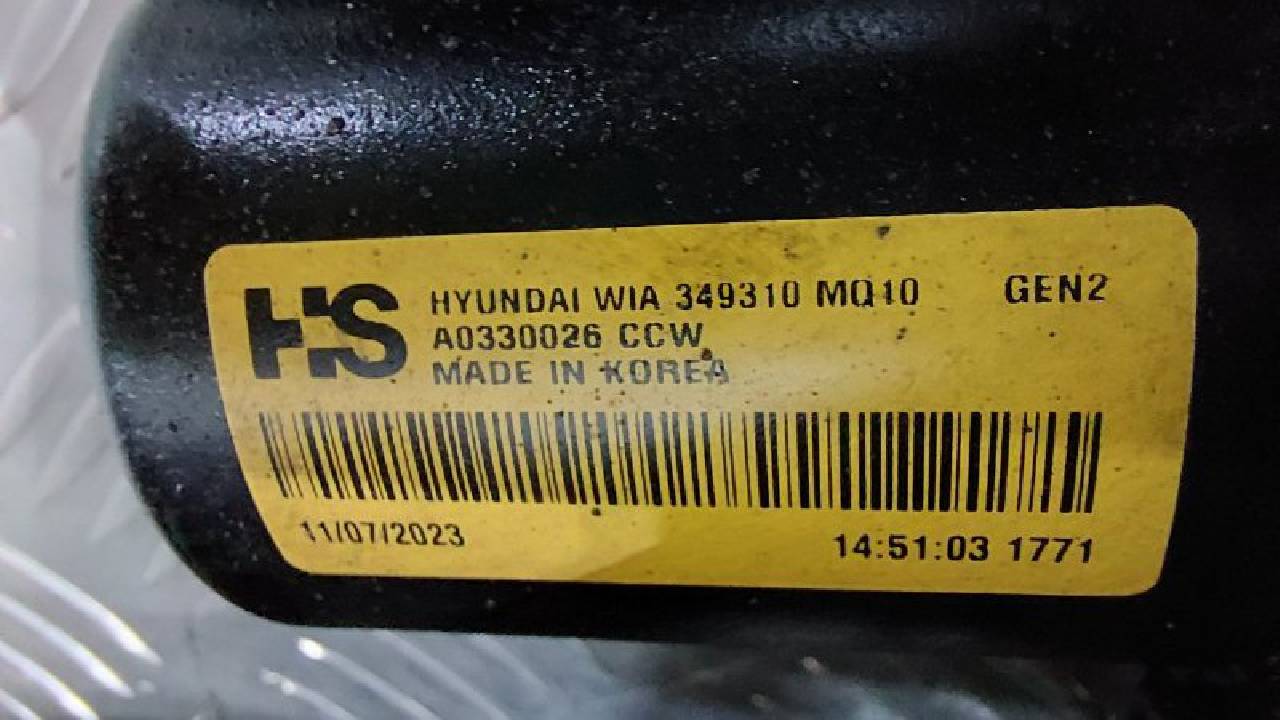 HS
HYUNDAI WIA 349310 MQ10 GEN2
A0330026 CCW
MADE IN KOREA
11/07/2023 14:51:03 1771